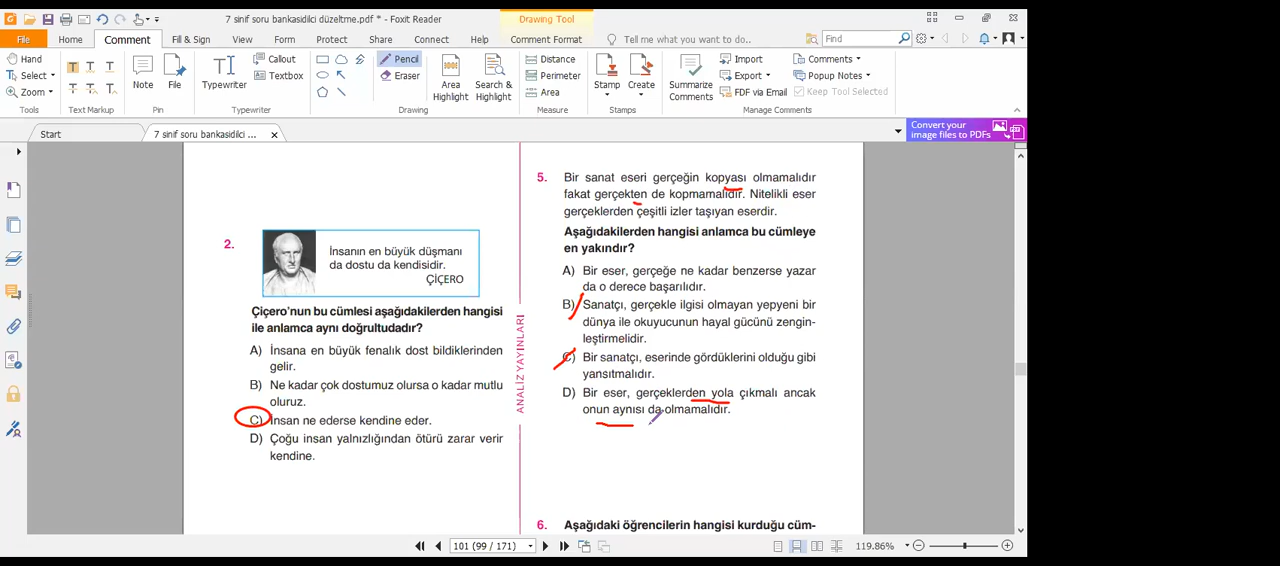 7 sinif soru bankasidilci düzeltme.pdf * - Foxit Reader
Drawing Tool
File Home Comment Fill & Sign View Form Protect Share Connect Help Comment Format Tell me what you want to do... Find
Hand
Select
Zoom
Tools
Text Markup
Note
File
Pin
Typewriter
Callout
Textbox
Typewriter
Pencil
Eraser
Drawing
Area
Highlight
Search &
Highlight
Distance
Perimeter
Area
Measure
Stamp
Create
Stamps
Summarize
Comments
Import
Export
FDF via Email
Comments
Popup Notes
Keep Tool Selected
Manage Comments
Start
7 sinif soru bankasidilci ...
Convert your
image files to PDFs
2.
İnsanın en büyük düşmanı
da dostu da kendisidir.
ÇİÇERO
Çiçero'nun bu cümlesi aşağıdakilerden hangisi
ile anlamca aynı doğrultudadır?
A) İnsana en büyük fenalık dost bildiklerinden
gelir.
B) Ne kadar çok dostumuz olursa o kadar mutlu
oluruz.
C) İnsan ne ederse kendine eder.
D) Çoğu insan yalnızlığından ötürü zarar verir
kendine.
ANALİZ YAYINLARI
5. Bir sanat eseri gerçeğin kopyası olmamalıdır
fakat gerçekten de kopmamalıdır. Nitelikli eser
gerçeklerden çeşitli izler taşıyan eserdir.
Aşağıdakilerden hangisi anlamca bu cümleye
en yakındır?
A) Bir eser, gerçeğe ne kadar benzerse yazar
da o derece başarılıdır.
B) Sanatçı, gerçekle ilgisi olmayan yepyeni bir
dünya ile okuyucunun hayal gücünü zengin-
leştirmelidir.
C) Bir sanatçı, eserinde gördüklerini olduğu gibi
yansıtmalıdır.
D) Bir eser, gerçeklerden yola çıkmalı ancak
onun aynısı da olmamalıdır.
6. Aşağıdaki öğrencilerin hangisi kurduğu cüm-
101 (99 / 171)
119.86%